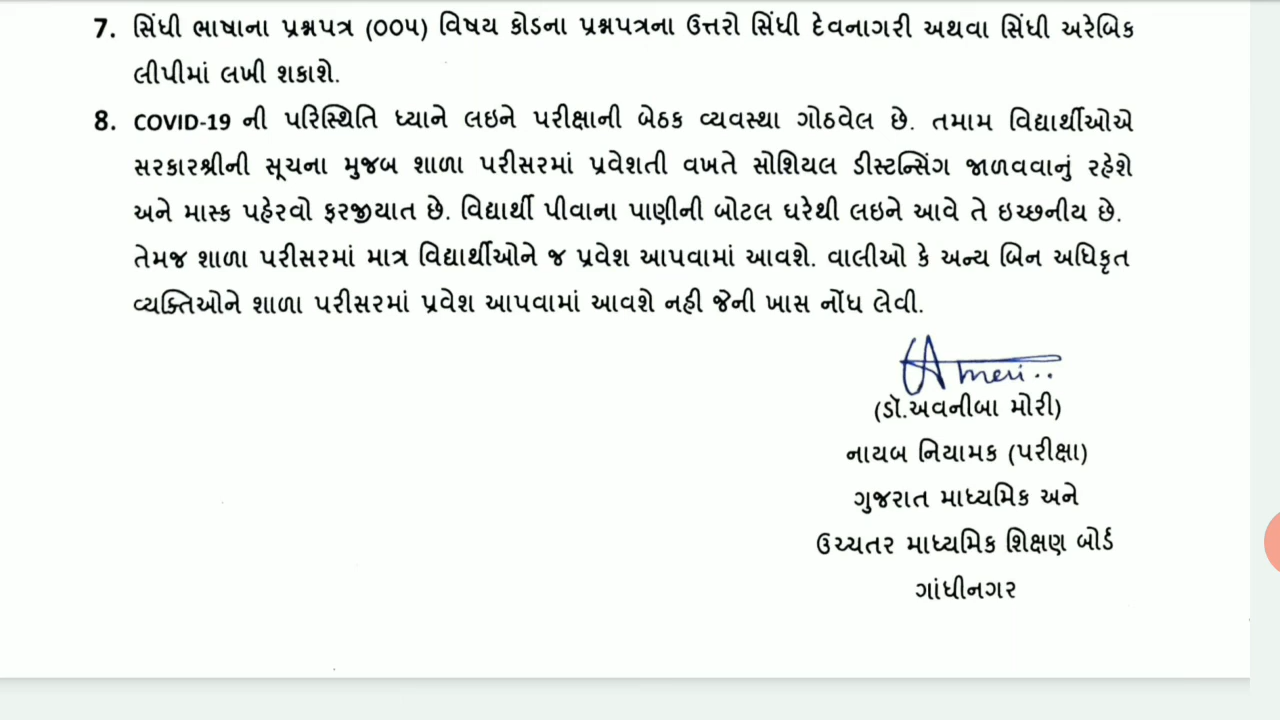 7. સિંધી ભાષાના પ્રશ્નપત્ર (૦૦૫) વિષય કોડના પ્રશ્નપત્રના ઉત્તરો સિંધી દેવનાગરી અથવા સિંધી અરેબિક
લીપીમાં લખી શકાશે.
8. COVID-19 ની પરિસ્થિતિ ધ્યાને લઇને પરીક્ષાની બેઠક વ્યવસ્થા ગોઠવેલ છે. તમામ વિદ્યાર્થીઓએ
સરકારશ્રીની સૂચના મુજબ શાળા પરીસરમાં પ્રવેશતી વખતે સોશિયલ ડીસ્ટન્સિંગ જાળવવાનું રહેશે
અને માસ્ક પહેરવો ફરજીયાત છે. વિદ્યાર્થી પીવાના પાણીની બોટલ ઘરેથી લઇને આવે તે ઇચ્છનીય છે.
તેમજ શાળા પરીસરમાં માત્ર વિદ્યાર્થીઓને જ પ્રવેશ આપવામાં આવશે. વાલીઓ કે અન્ય બિન અધિકૃત
વ્યક્તિઓને શાળા પરીસરમાં પ્રવેશ આપવામાં આવશે નહી જેની ખાસ નોંધ લેવી.
(ડૉ.અવનીબા મોરી)
નાયબ નિયામક (પરીક્ષા)
ગુજરાત માધ્યમિક અને
ઉચ્ચતર માધ્યમિક શિક્ષણ બોર્ડ
ગાંધીનગર